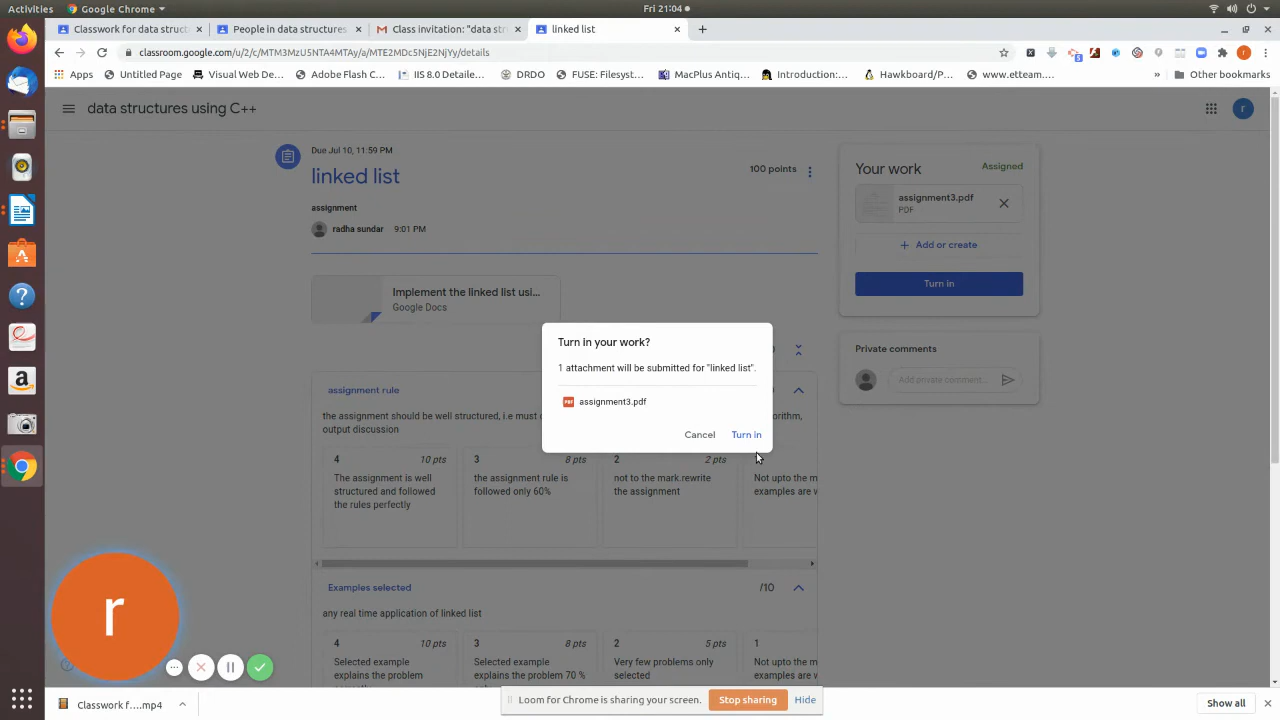 Activities
Google Chrome
Fri 21:04
Classwork for data struct
People in data structures
Class invitation: "data st
linked list
classroom.google.com/u/2/c/MTM3MzU5NTA4MTAy/a/MTE2MDc5NjE2NjYy/details
Apps
Untitled Page
Visual Web De...
Adobe Flash C...
IIS 8.0 Detaile...
DRDO
FUSE: Filesyst...
MacPlus Antiq...
Introduction:...
Hawkboard/P...
www.etteam....
»
Other bookmarks
data structures using C++
r
Due Jul 10, 11:59 PM
linked list
100 points
assignment
radha sundar 9:01 PM
Implement the linked list usi...
Google Docs
Your work
Assigned
assignment3.pdf
PDF
+ Add or create
Turn in
Private comments
Add private comment...
Turn in your work?
1 attachment will be submitted for "linked list".
PDF assignment3.pdf
Cancel
Turn in
assignment rule
the assignment should be well structured, i.e must
output discussion
4 10 pts
The assignment is well
structured and followed
the rules perfectly
3 8 pts
the assignment rule is
followed only 60%
2 2 pts
not to the mark.rewrite
the assignment
Not upto the m
examples are w
Examples selected
/10
any real time application of linked list
4 10 pts
Selected example
explains the problem
3 8 pts
Selected example
explains the problem 70 %
2 5 pts
Very few problems only
selected
1
Not upto the m
examples are w
r
Loom for Chrome is sharing your screen.
Stop sharing
Hide
Classwork f....mp4
Show all